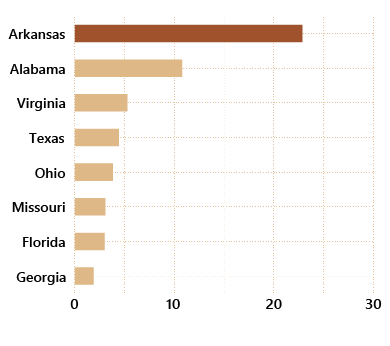 Arkansas
Alabama
Virginia
Texas
Ohio
Missouri
Florida
Georgia
0 10 20 30